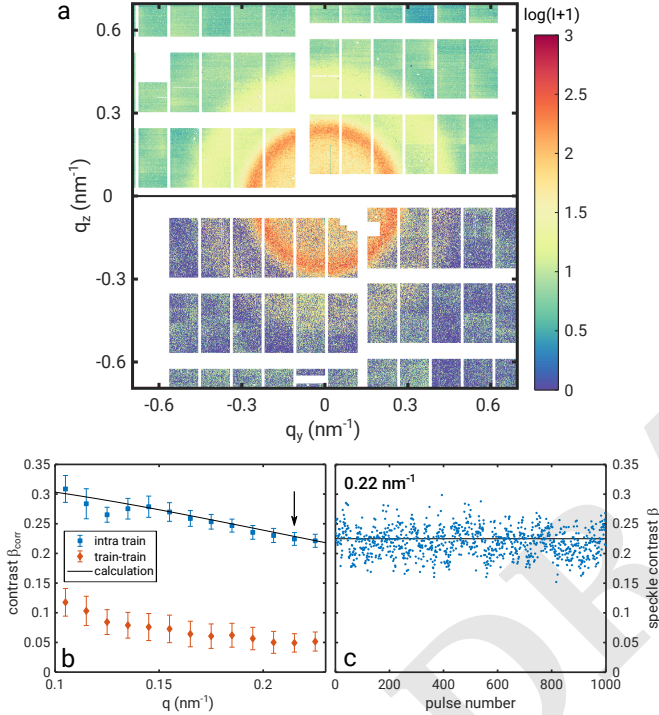 a
log(I+1)
0.6
0.3
0
-0.3
-0.6
q_z (nm⁻¹)
-0.6
-0.3
0
0.3
0.6
q_y (nm⁻¹)
3
2.5
2
1.5
1
0.5
0
0.35
0.3
0.25
0.2
0.15
0.1
0.05
0
contrast β_corr
intra train
train-train
calculation
b
0.1
0.15
0.2
q (nm⁻¹)
0.22 nm⁻¹
c
0
200
400
600
800
1000
pulse number
0.35
0.3
0.25
0.2
0.15
0.1
0.05
0
speckle contrast β
DRA